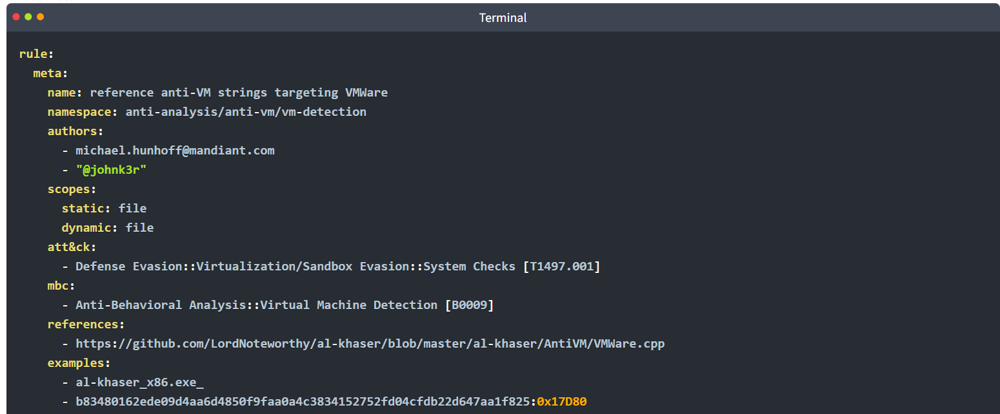 Terminal
rule:
  meta:
    name: reference anti-VM strings targeting VMWare
    namespace: anti-analysis/anti-vm/vm-detection
    authors:
      - michael.hunhoff@mandiant.com
      - "@johnk3r"
    scopes:
      static: file
      dynamic: file
    att&ck:
      - Defense Evasion::Virtualization/Sandbox Evasion::System Checks [T1497.001]
    mbc:
      - Anti-Behavioral Analysis::Virtual Machine Detection [B0009]
    references:
      - https://github.com/LordNoteworthy/al-khaser/blob/master/al-khaser/AntiVM/VMWare.cpp
    examples:
      - al-khaser_x86.exe_
      - b83480162ede09d4aa6d4850f9faa0a4c3834152752fd04cfdb22d647aa1f825:0x17D80